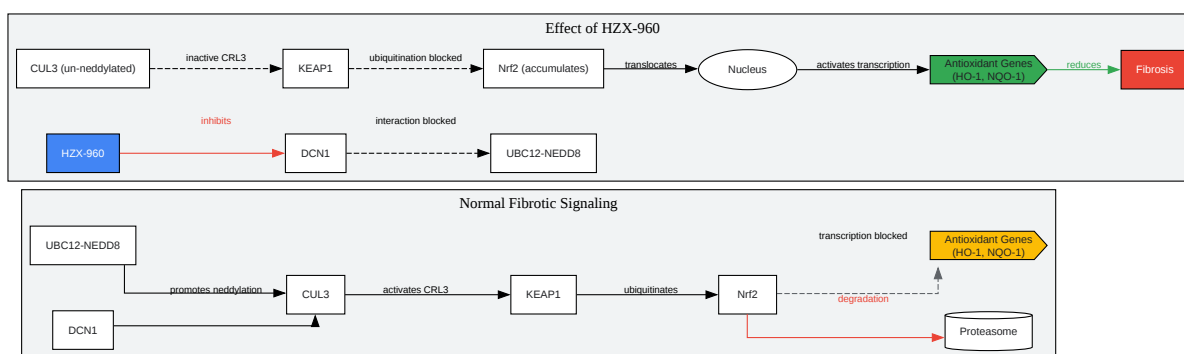 Effect of HZX-960
CUL3 (un-neddylated)
inactive CRL3
KEAP1
ubiquitination blocked
Nrf2 (accumulates)
translocates
Nucleus
activates transcription
Antioxidant Genes
(HO-1, NQO-1)
reduces
Fibrosis
HZX-960
inhibits
DCN1
interaction blocked
UBC12-NEDD8
Normal Fibrotic Signaling
UBC12-NEDD8
promotes neddylation
DCN1
CUL3
activates CRL3
KEAP1
ubiquitinates
Nrf2
transcription blocked
Antioxidant Genes
(HO-1, NQO-1)
degradation
Proteasome